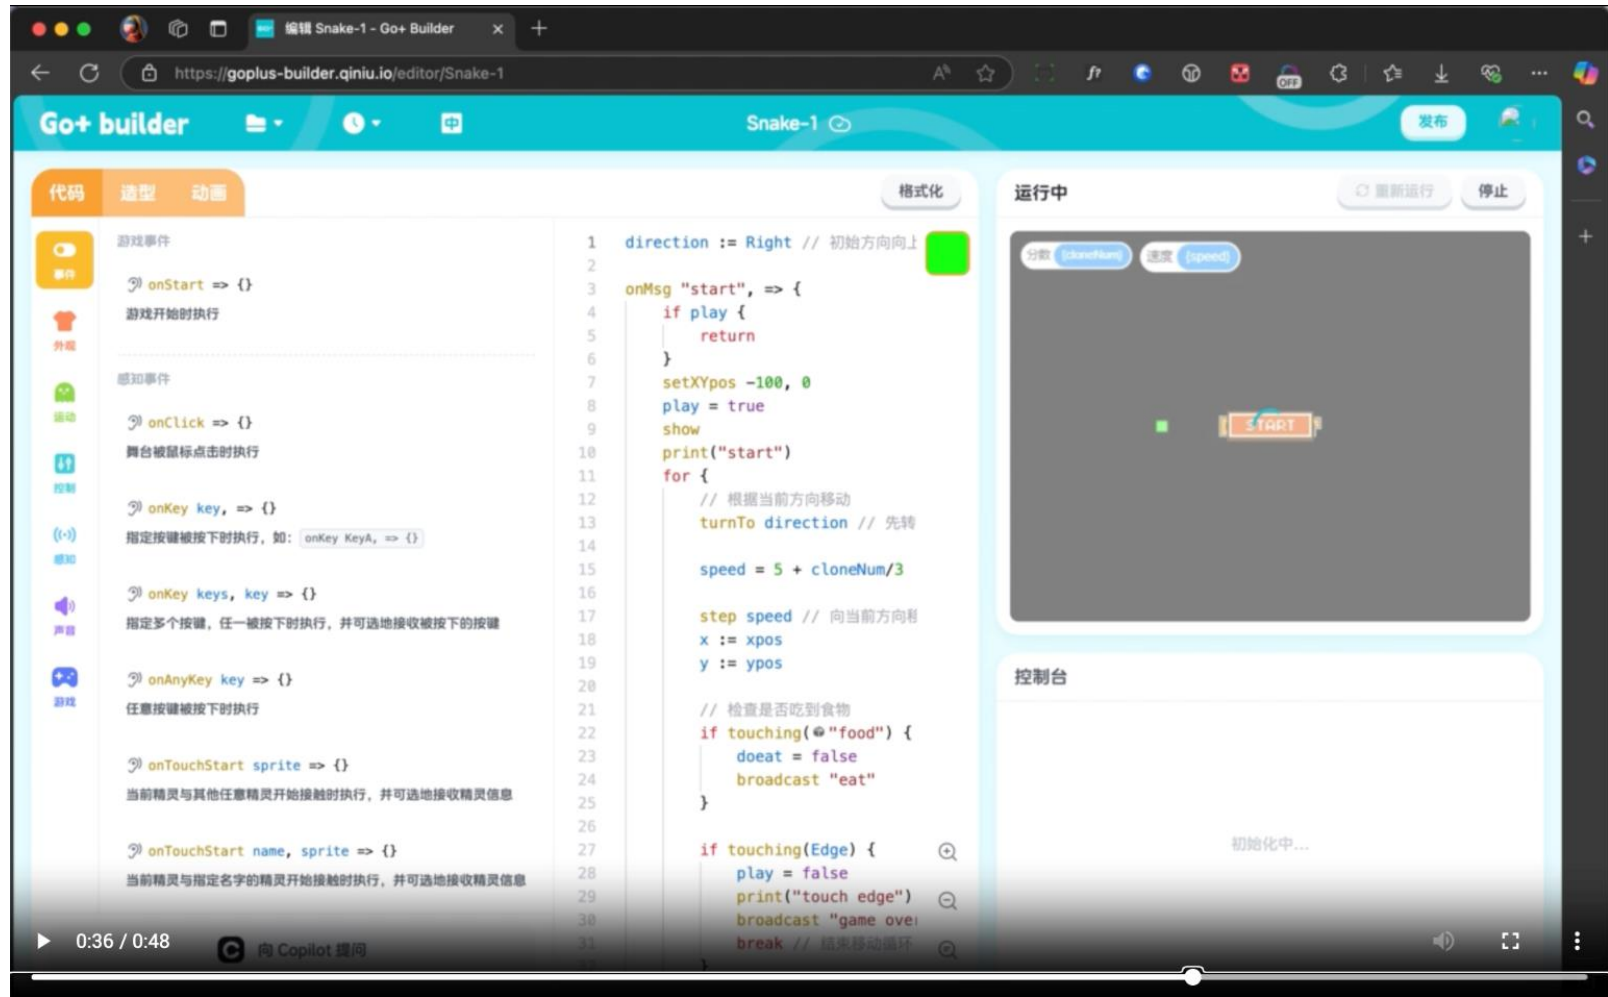 编辑 Snake-1 - Go+ Builder
https://goplus-builder.qiniu.io/editor/Snake-1
OFF
Go+ builder
中
Snake-1
发布
代码
造型
动画
格式化
事件
外观
运动
控制
感知
声音
游戏
游戏事件
onStart => {}
游戏开始时执行
感知事件
onClick => {}
舞台被鼠标点击时执行
onKey key, => {}
指定按键被按下时执行，如： onKey KeyA, => {}
onKey keys, key => {}
指定多个按键，任一被按下时执行，并可选地接收被按下的按键
onAnyKey key => {}
任意按键被按下时执行
onTouchStart sprite => {}
当前精灵与其他任意精灵开始接触时执行，并可选地接收精灵信息
onTouchStart name, sprite => {}
当前精灵与指定名字的精灵开始接触时执行，并可选地接收精灵信息
向 Copilot 提问
1 direction := Right // 初始方向向上
2
3 onMsg "start", => {
4 if play {
5 return
6 }
7 setXYpos -100, 0
8 play = true
9 show
10 print("start")
11 for {
12 // 根据当前方向移动
13 turnTo direction // 先转
14
15 speed = 5 + cloneNum/3
16
17 step speed // 向当前方向移
18 x := xpos
19 y := ypos
20
21 // 检查是否吃到食物
22 if touching("food") {
23 doeat = false
24 broadcast "eat"
25 }
26
27 if touching(Edge) {
28 play = false
29 print("touch edge")
30 broadcast "game over
31 break // 结束移动循环
}
运行中
重新运行
停止
分数 {cloneNum}
速度 {speed}
START
控制台
初始化中...
0:36 / 0:48